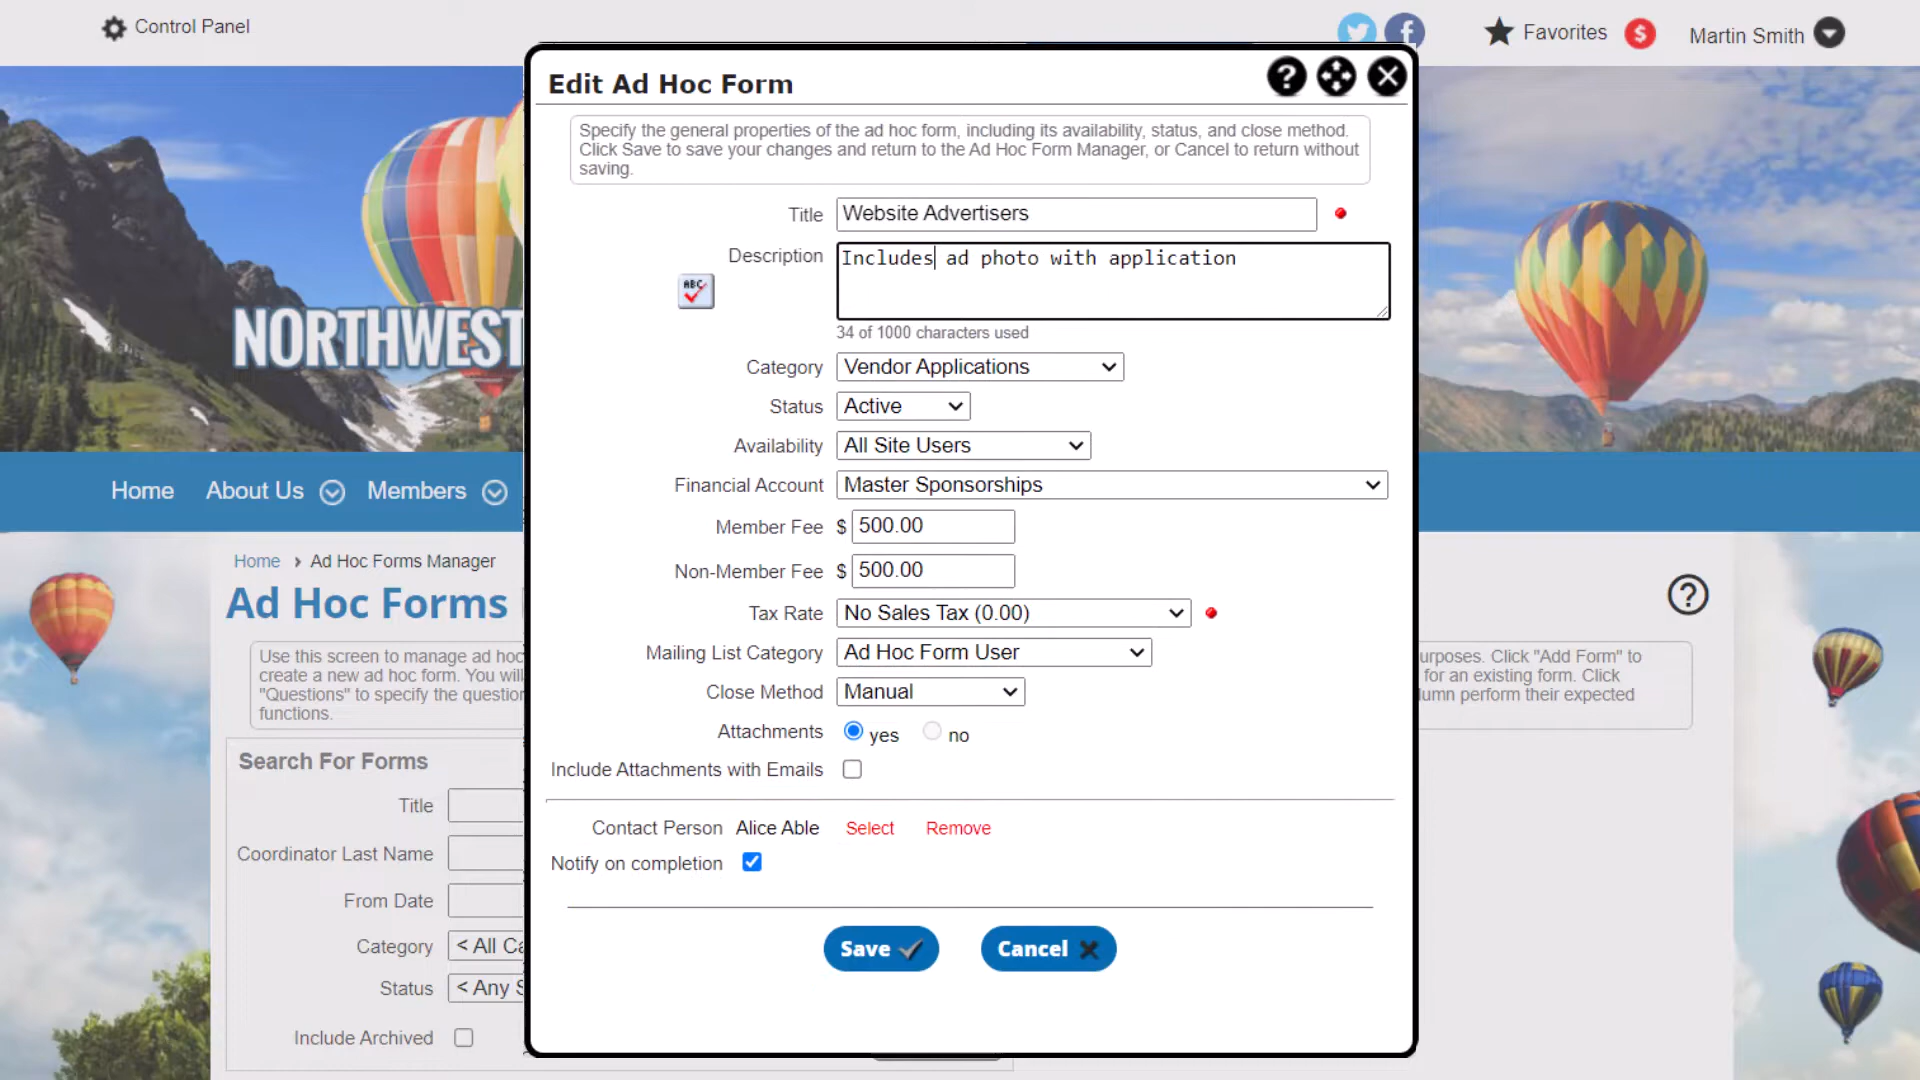 Control Panel
Favorites
Martin Smith
NORTHWEST
Home
About Us
Members
Home › Ad Hoc Forms Manager
Ad Hoc Forms
Use this screen to manage ad hoc
create a new ad hoc form. You will
"Questions" to specify the question
functions.
urposes. Click "Add Form" to
for an existing form. Click
lumn perform their expected
Search For Forms
Title
Coordinator Last Name
From Date
Category
< All Ca
Status
< Any S
Include Archived
Edit Ad Hoc Form
Specify the general properties of the ad hoc form, including its availability, status, and close method.
Click Save to save your changes and return to the Ad Hoc Form Manager, or Cancel to return without
saving.
Title
Website Advertisers
Description
Includes ad photo with application
ABC
34 of 1000 characters used
Category
Vendor Applications
Status
Active
Availability
All Site Users
Financial Account
Master Sponsorships
Member Fee
$ 500.00
Non-Member Fee
$ 500.00
Tax Rate
No Sales Tax (0.00)
Mailing List Category
Ad Hoc Form User
Close Method
Manual
Attachments
yes
no
Include Attachments with Emails
Contact Person
Alice Able
Select
Remove
Notify on completion
Save
Cancel